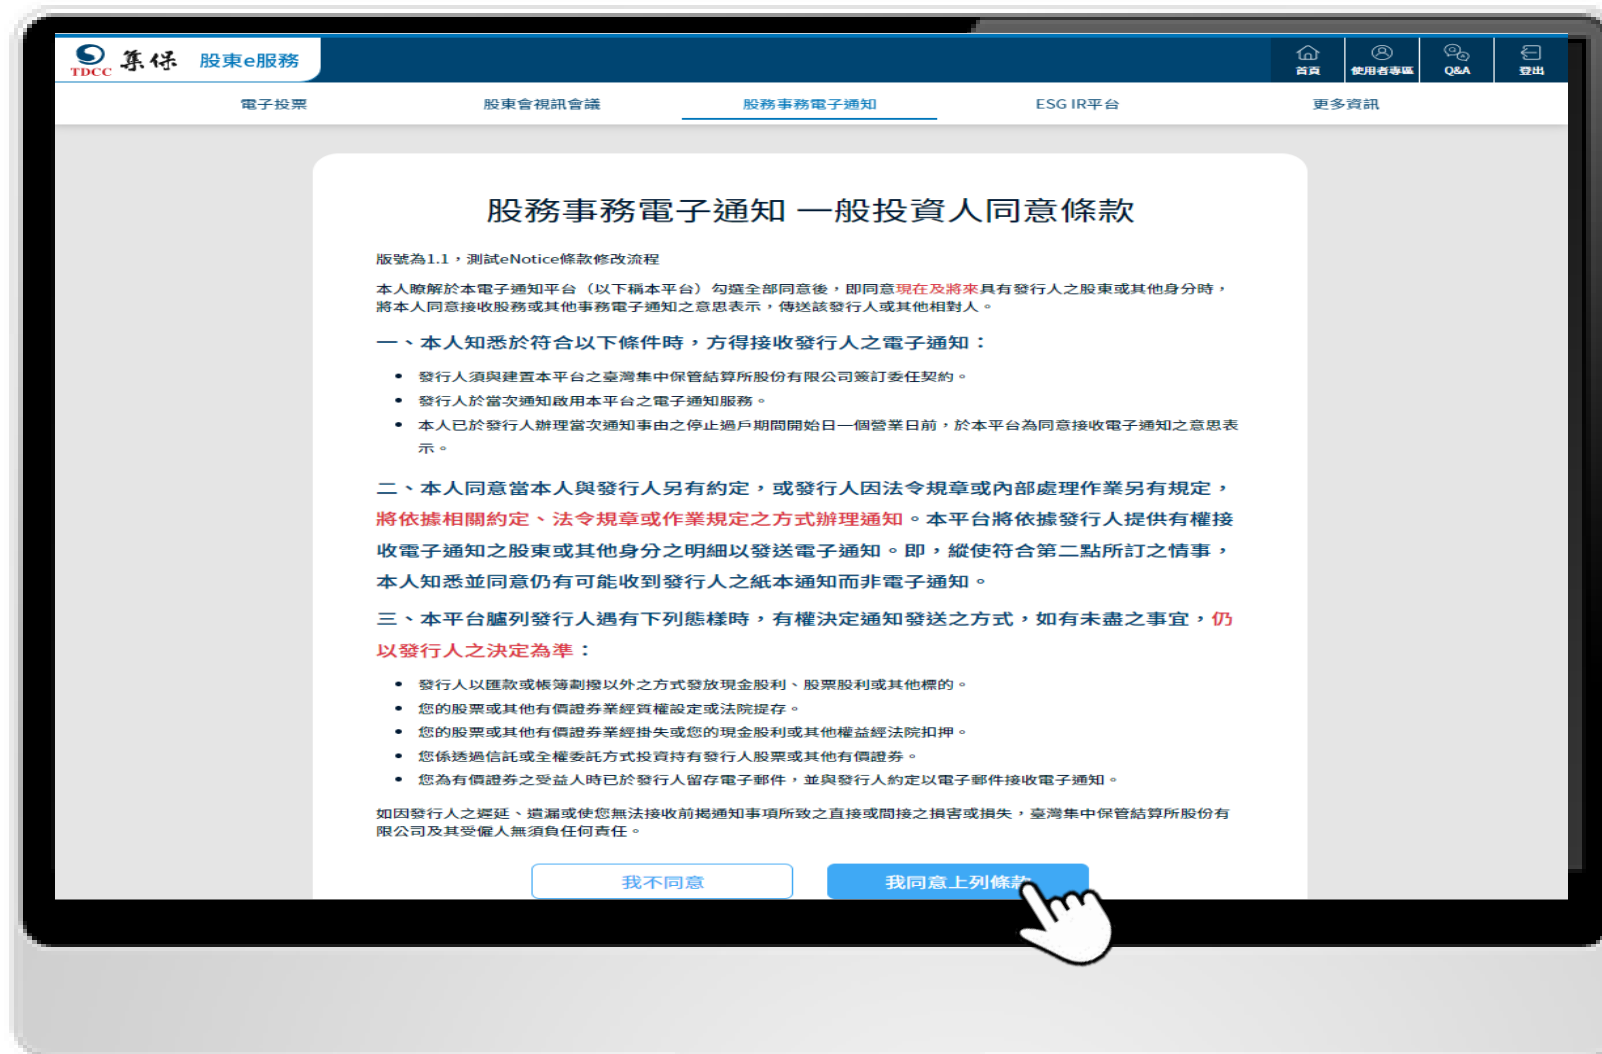 TDCC 集保 股東e服務
首頁 使用者專區 Q&A 登出
電子投票 股東會視訊會議 股務事務電子通知 ESG IR平台 更多資訊
股務事務電子通知 一般投資人同意條款
版號為1.1，測試eNotice條款修改流程
本人瞭解於本電子通知平台（以下稱本平台）勾選全部同意後，即同意現在及將來具有發行人之股東或其他身分時，
將本人同意接收股務或其他事務電子通知之意思表示，傳送該發行人或其他相對人。
一、本人知悉於符合以下條件時，方得接收發行人之電子通知：
• 發行人須與建置本平台之臺灣集中保管結算所股份有限公司簽訂委任契約。
• 發行人於當次通知啟用本平台之電子通知服務。
• 本人已於發行人辦理當次通知事由之停止過戶期間開始日一個營業日前，於本平台為同意接收電子通知之意思表
示。
二、本人同意當本人與發行人另有約定，或發行人因法令規章或內部處理作業另有規定，
將依據相關約定、法令規章或作業規定之方式辦理通知。本平台將依據發行人提供有權接
收電子通知之股東或其他身分之明細以發送電子通知。即，縱使符合第二點所訂之情事，
本人知悉並同意仍有可能收到發行人之紙本通知而非電子通知。
三、本平台臚列發行人遇有下列態樣時，有權決定通知發送之方式，如有未盡之事宜，仍
以發行人之決定為準：
• 發行人以匯款或帳簿劃撥以外之方式發放現金股利、股票股利或其他標的。
• 您的股票或其他有價證券業經質權設定或法院提存。
• 您的股票或其他有價證券業經掛失或您的現金股利或其他權益經法院扣押。
• 您係透過信託或全權委託方式投資持有發行人股票或其他有價證券。
• 您為有價證券之受益人時已於發行人留存電子郵件，並與發行人約定以電子郵件接收電子通知。
如因發行人之遲延、遺漏或使您無法接收前揭通知事項所致之直接或間接之損害或損失，臺灣集中保管結算所股份有
限公司及其受僱人無須負任何責任。
我不同意 我同意上列條款